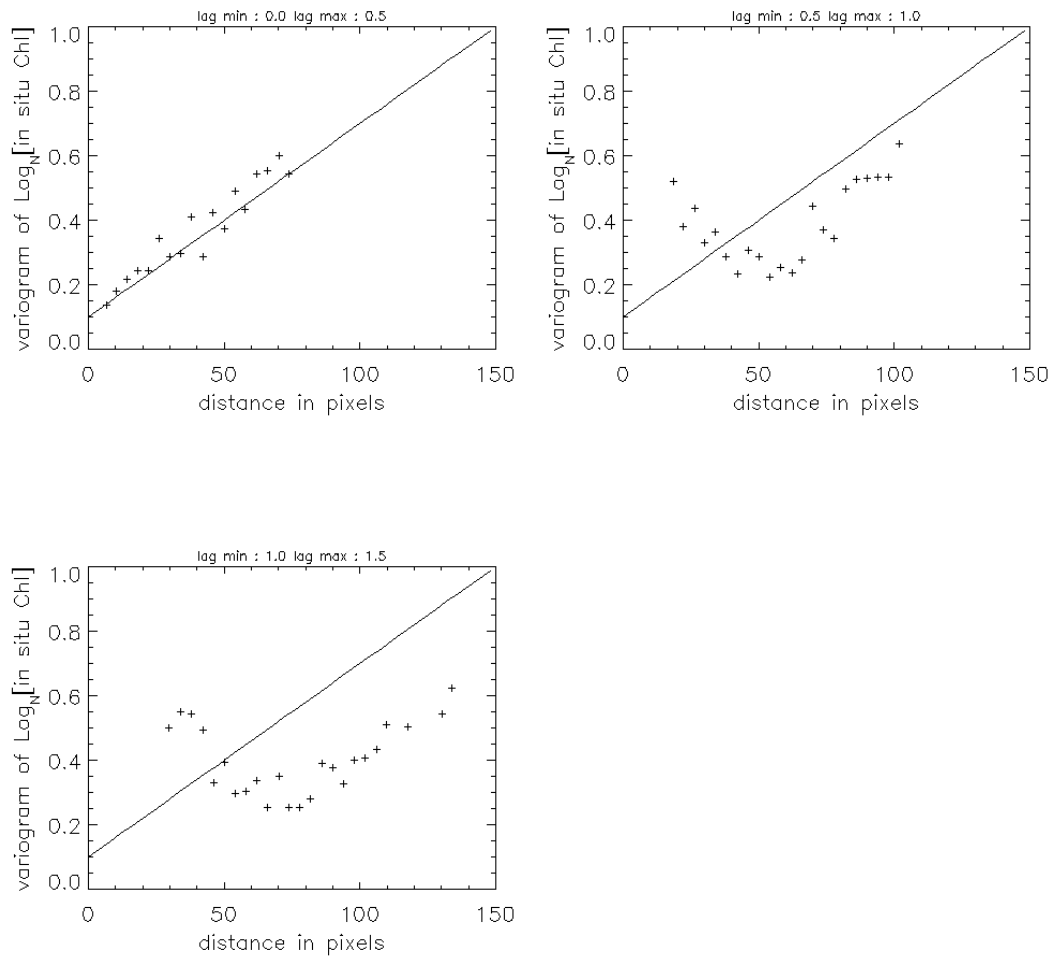 lag min : 0.0 lag max : 0.5
variogram of Log_N[in situ Chl]
1.0
0.8
0.6
0.4
0.2
0.0
0 50 100 150
distance in pixels
lag min : 0.5 lag max : 1.0
variogram of Log_N[in situ Chl]
1.0
0.8
0.6
0.4
0.2
0.0
0 50 100 150
distance in pixels
lag min : 1.0 lag max : 1.5
variogram of Log_N[in situ Chl]
1.0
0.8
0.6
0.4
0.2
0.0
0 50 100 150
distance in pixels